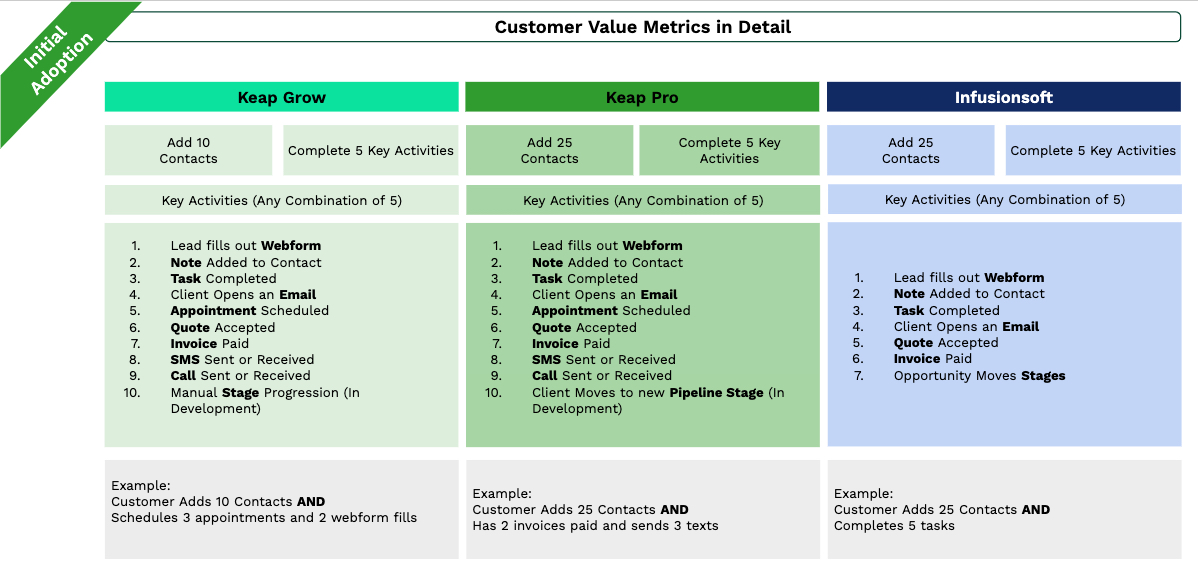 Initial
Adoption
Customer Value Metrics in Detail
Keap Grow
Add 10
Contacts
Complete 5 Key Activities
Key Activities (Any Combination of 5)
1. Lead fills out Webform
2. Note Added to Contact
3. Task Completed
4. Client Opens an Email
5. Appointment Scheduled
6. Quote Accepted
7. Invoice Paid
8. SMS Sent or Received
9. Call Sent or Received
10. Manual Stage Progression (In
Development)
Example:
Customer Adds 10 Contacts AND
Schedules 3 appointments and 2 webform fills
Keap Pro
Add 25
Contacts
Complete 5 Key
Activities
Key Activities (Any Combination of 5)
1. Lead fills out Webform
2. Note Added to Contact
3. Task Completed
4. Client Opens an Email
5. Appointment Scheduled
6. Quote Accepted
7. Invoice Paid
8. SMS Sent or Received
9. Call Sent or Received
10. Client Moves to new Pipeline Stage (In
Development)
Example:
Customer Adds 25 Contacts AND
Has 2 invoices paid and sends 3 texts
Infusionsoft
Add 25
Contacts
Complete 5 Key Activities
Key Activities (Any Combination of 5)
1. Lead fills out Webform
2. Note Added to Contact
3. Task Completed
4. Client Opens an Email
5. Quote Accepted
6. Invoice Paid
7. Opportunity Moves Stages
Example:
Customer Adds 25 Contacts AND
Completes 5 tasks